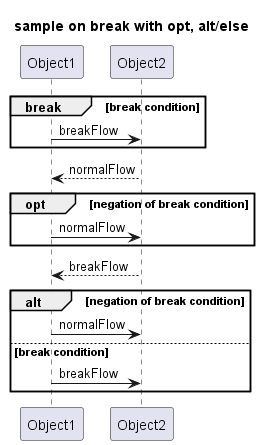 sample on break with opt, alt/else
Object1 Object2
break [break condition]
breakFlow
normalFlow
opt [negation of break condition]
normalFlow
breakFlow
alt [negation of break condition]
normalFlow
[break condition]
breakFlow
Object1 Object2